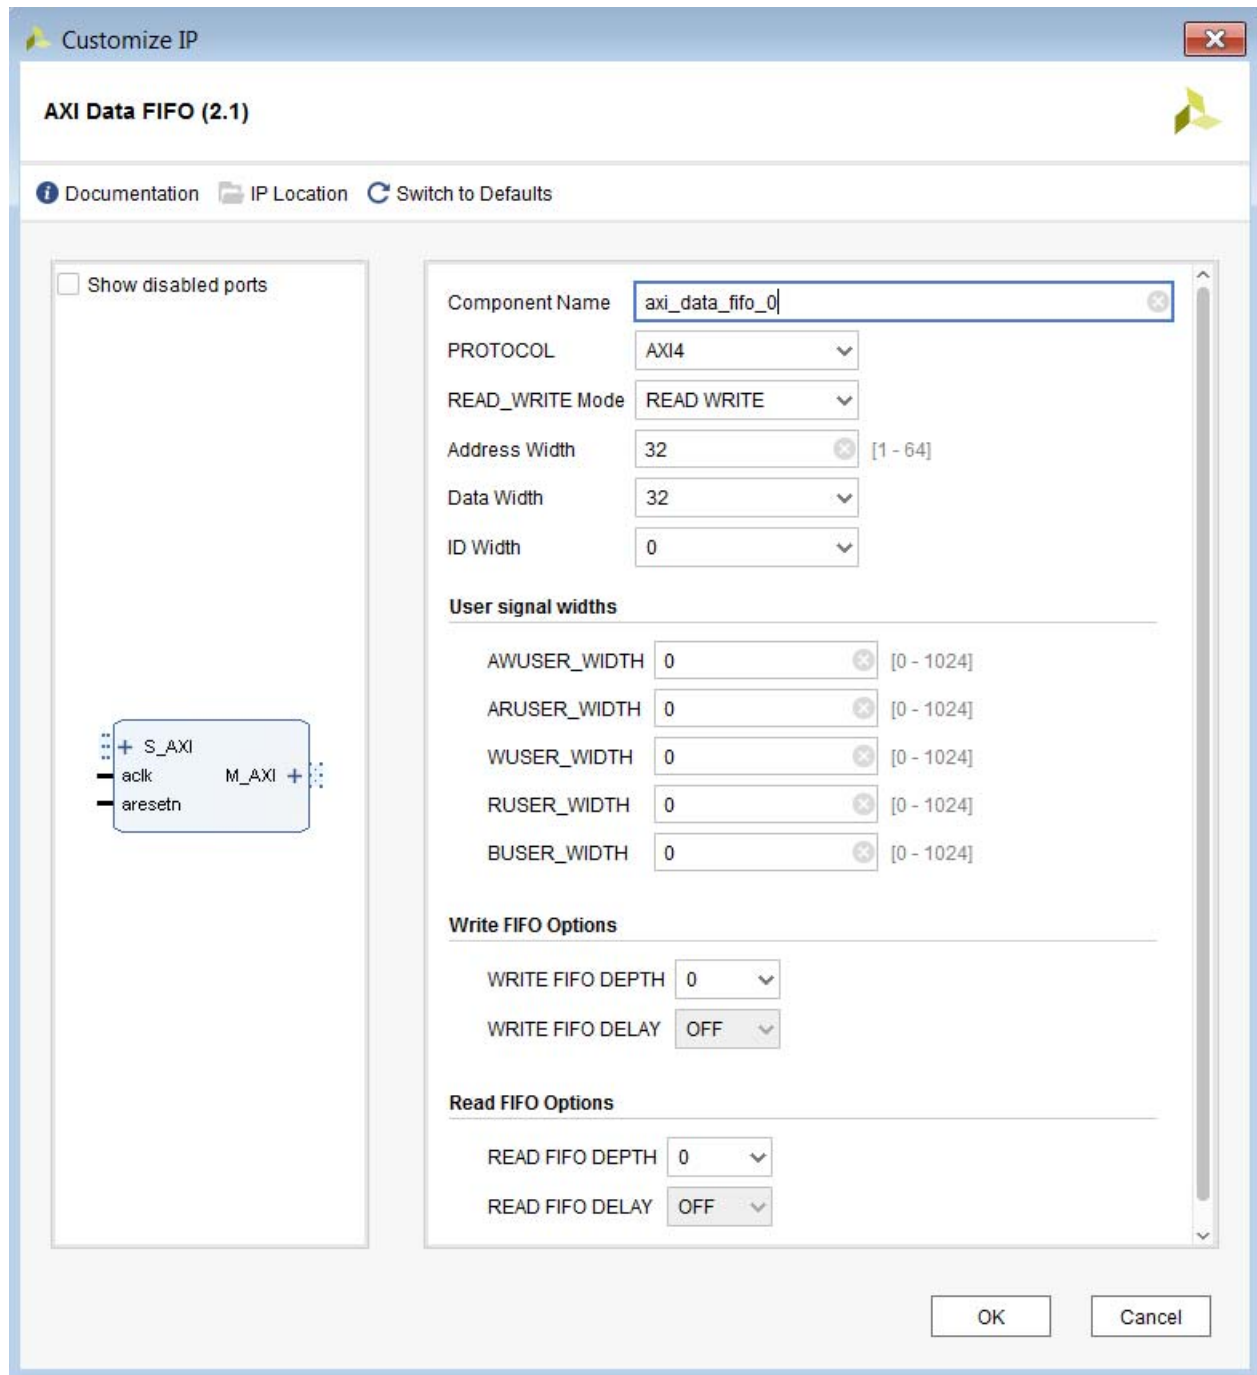 Customize IP
AXI Data FIFO (2.1)
Documentation IP Location Switch to Defaults
Show disabled ports
S_AXI
aclk M_AXI
aresetn
Component Name axi_data_fifo_0
PROTOCOL AXI4
READ_WRITE Mode READ WRITE
Address Width 32 [1 - 64]
Data Width 32
ID Width 0
User signal widths
AWUSER_WIDTH 0 [0 - 1024]
ARUSER_WIDTH 0 [0 - 1024]
WUSER_WIDTH 0 [0 - 1024]
RUSER_WIDTH 0 [0 - 1024]
BUSER_WIDTH 0 [0 - 1024]
Write FIFO Options
WRITE FIFO DEPTH 0
WRITE FIFO DELAY OFF
Read FIFO Options
READ FIFO DEPTH 0
READ FIFO DELAY OFF
OK Cancel